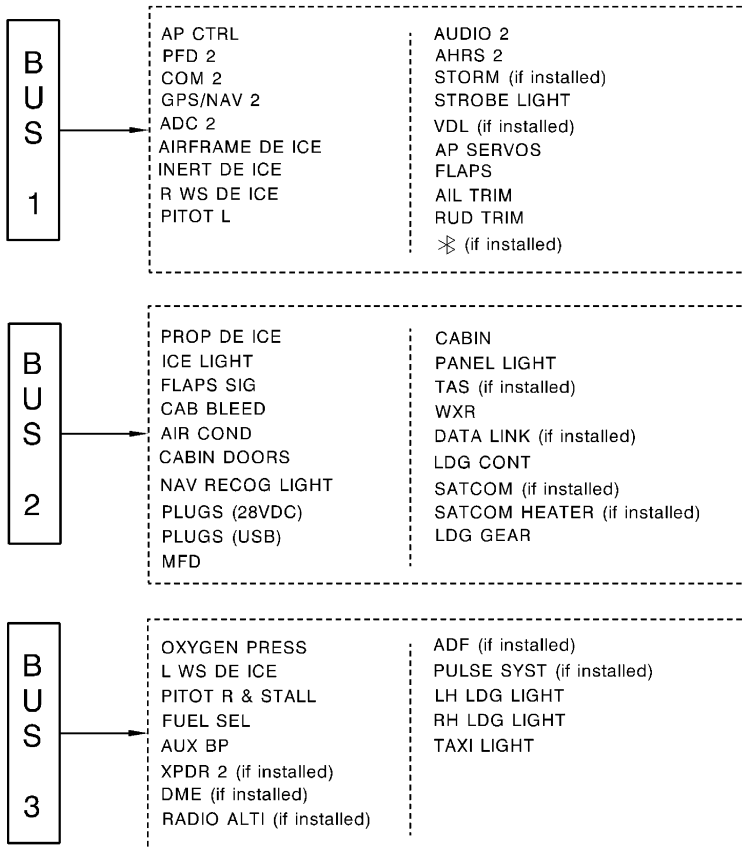 BUS 1
AP CTRL
PFD 2
COM 2
GPS/NAV 2
ADC 2
AIRFRAME DE ICE
INERT DE ICE
R WS DE ICE
PITOT L
AUDIO 2
AHRS 2
STORM (if installed)
STROBE LIGHT
VDL (if installed)
AP SERVOS
FLAPS
AIL TRIM
RUD TRIM
(if installed)
BUS 2
PROP DE ICE
ICE LIGHT
FLAPS SIG
CAB BLEED
AIR COND
CABIN DOORS
NAV RECOG LIGHT
PLUGS (28VDC)
PLUGS (USB)
MFD
CABIN
PANEL LIGHT
TAS (if installed)
WXR
DATA LINK (if installed)
LDG CONT
SATCOM (if installed)
SATCOM HEATER (if installed)
LDG GEAR
BUS 3
OXYGEN PRESS
L WS DE ICE
PITOT R & STALL
FUEL SEL
AUX BP
XPDR 2 (if installed)
DME (if installed)
RADIO ALTI (if installed)
ADF (if installed)
PULSE SYST (if installed)
LH LDG LIGHT
RH LDG LIGHT
TAXI LIGHT